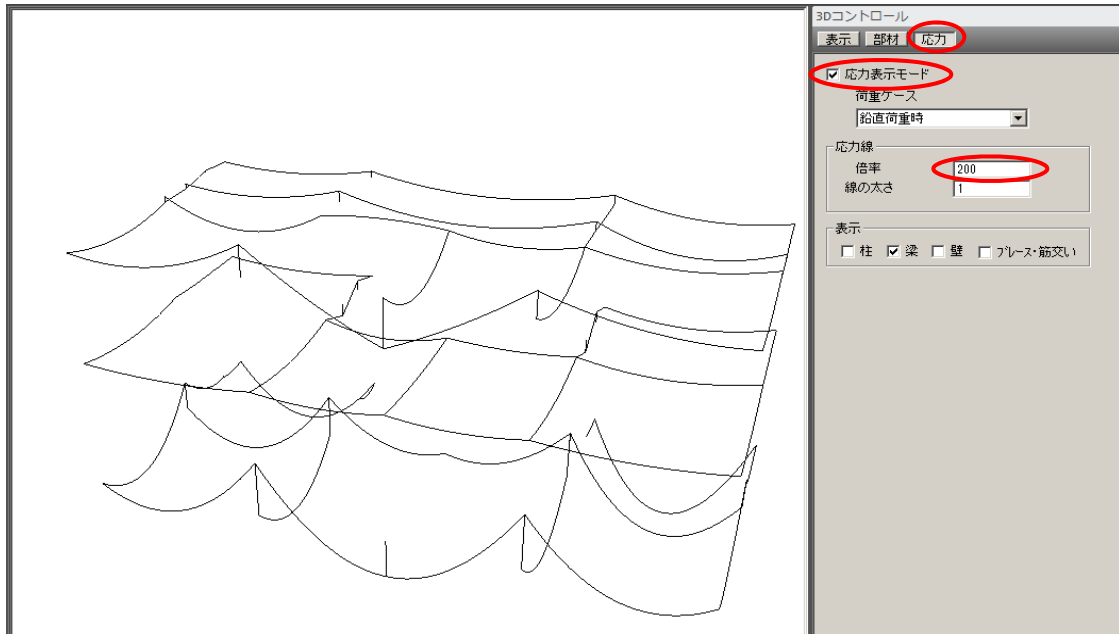 3Dコントロール
表示 部材 応力
応力表示モード
荷重ケース
鉛直荷重時
応力線
倍率 200
線の太さ 1
表示
柱 梁 壁 ブレース・筋交い